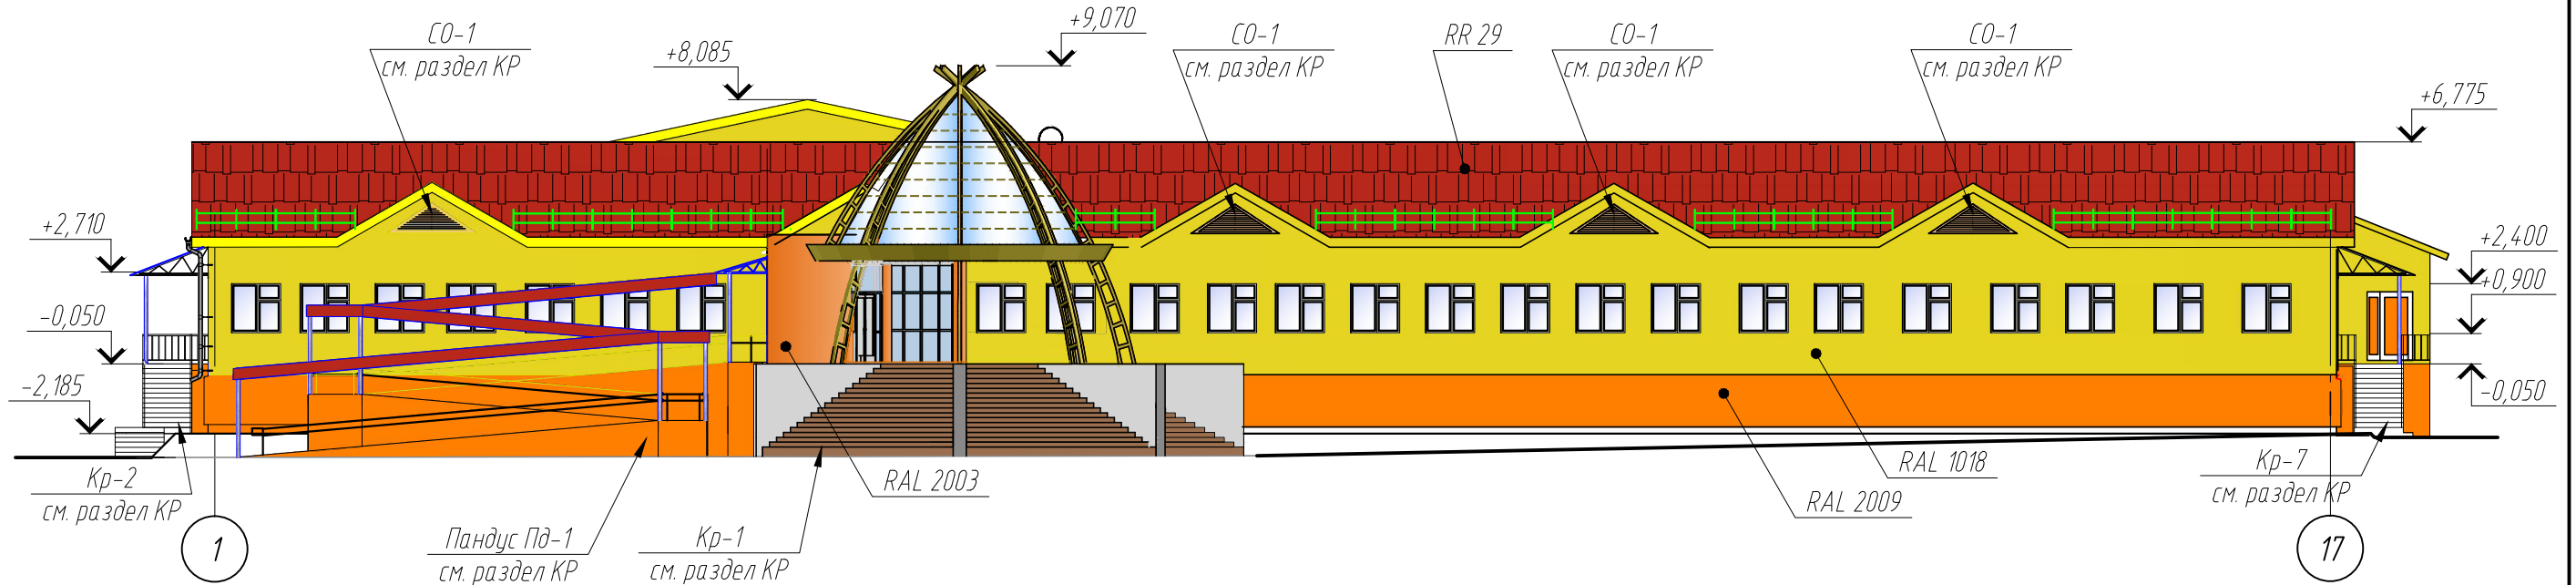 +9,070
СО-1
см. раздел КР
+8,085
СО-1
см. раздел КР
RR 29
СО-1
см. раздел КР
СО-1
см. раздел КР
+6,775
+2,710
+2,400
+0,900
-0,050
-2,185
-0,050
Кр-2
см. раздел КР
RAL 2003
RAL 1018
RAL 2009
Кр-7
см. раздел КР
Пандус Пд-1
см. раздел КР
Кр-1
см. раздел КР
1
17